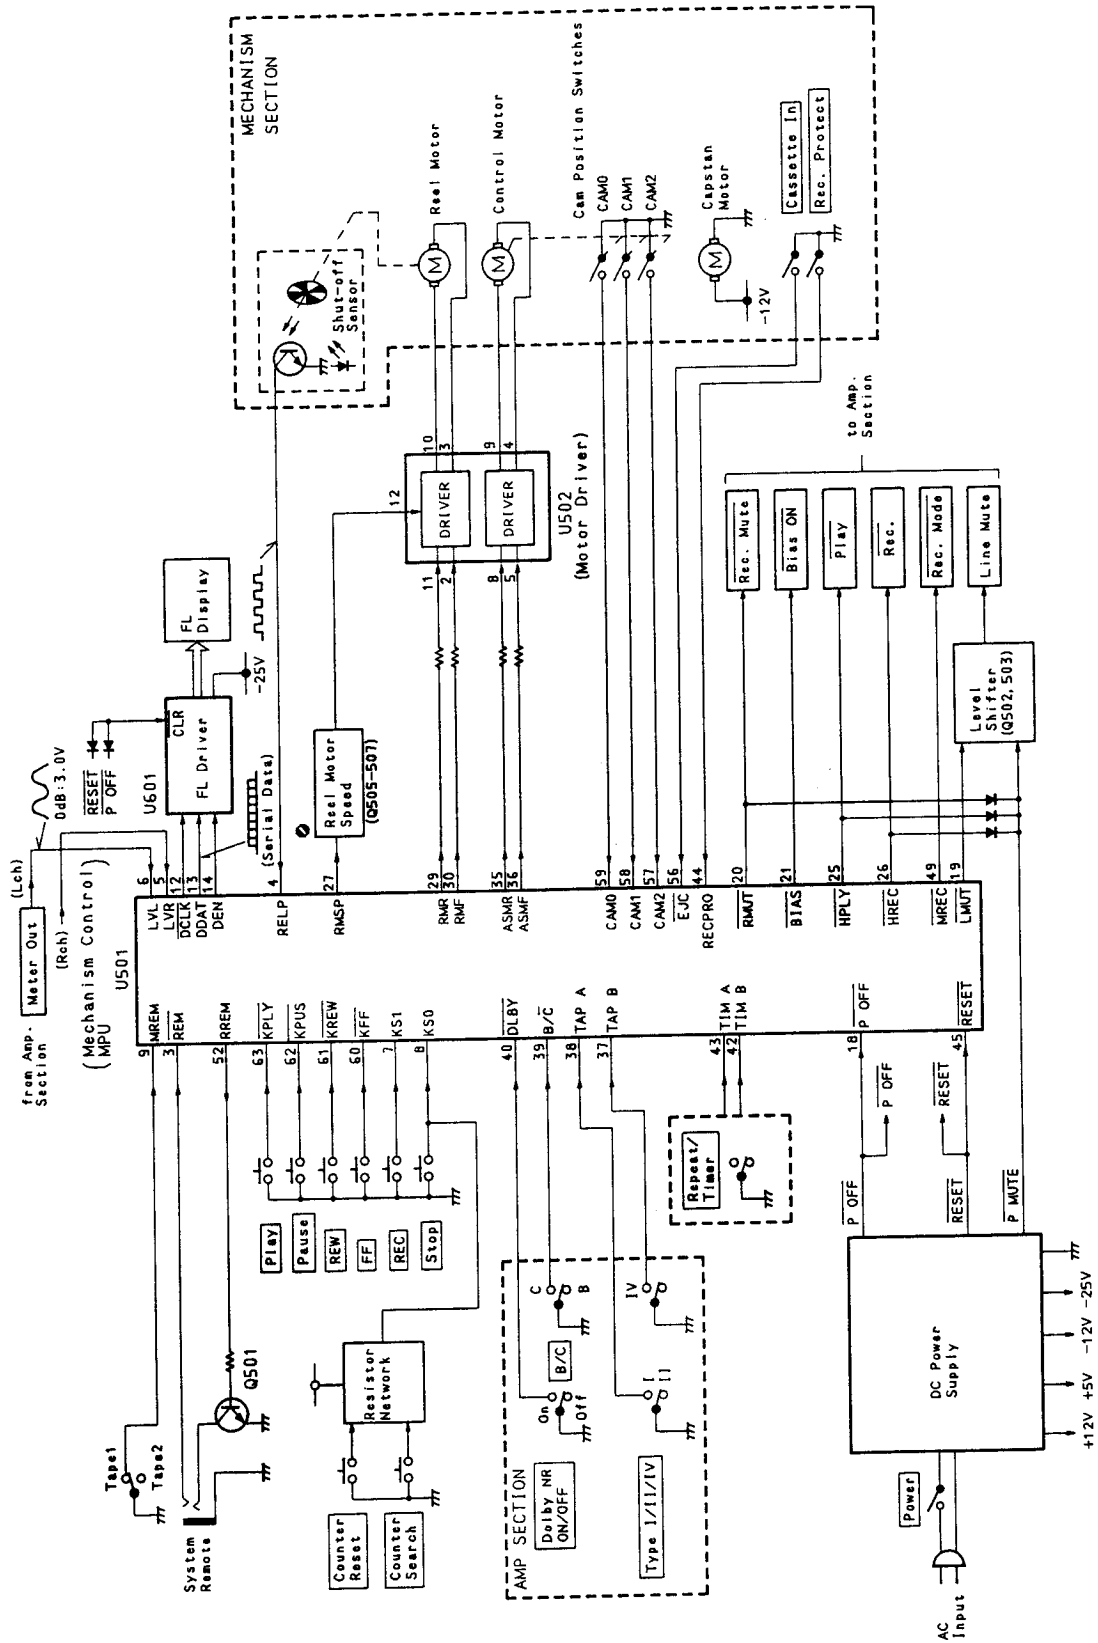 MECHANISM
SECTION
Shut-off
Sensor
Reel Motor
M
Control Motor
M
Cam Position Switches
CAM0
CAM1
CAM2
Capstan
Motor
M
-12V
Cassette In
Rec. Protect
10
3
9
4
12
DRIVER
DRIVER
11
2
8
5
U502
(Motor Driver)
to Amp.
Section
Rec. Mute
Bias ON
Play
Rec.
Rec. Mode
Line Mute
Level
Shifter
(Q502, 503)
FL
Display
-25V
CLR
FL Driver
U601
RESET
P OFF
0dB:3.0V
(Serial Data)
Reel Motor
Speed
(Q505-507)
from Amp.
Section
Meter Out
(Lch)
(Rch)
(Mechanism Control)
MPU
U501
6 LVL
5 LVR
12 DCLK
13 DDAT
14 DEN
4 RELP
27 RMSP
29 RMR
30 RMF
35 ASMR
36 ASMF
59 CAM0
58 CAM1
57 CAM2
56 EJC
44 RECPRO
20 RMUT
21 BIAS
25 HPLY
26 HREC
49 MREC
19 LMUT
9 4REM
3 REM
52 RREM
63 KPLY
62 KPUS
61 KREW
60 KFF
7 KS1
8 KS0
40 DLBY
39 B/C
38 TAP A
37 TAP B
43 TIM A
42 TIM B
18 P OFF
45 RESET
Tape1
Tape2
System
Remote
Q501
Play
Pause
REW
FF
REC
Stop
Resistor
Network
Counter
Reset
Counter
Search
AMP SECTION
Dolby NR
ON/OFF
On
Off
B/C
C
B
Type I/II/IV
I
II
IV
Repeat/
Timer
P OFF
P OFF
RESET
RESET
P MUTE
DC Power
Supply
Power
AC
Input
+12V +5V -12V -25V